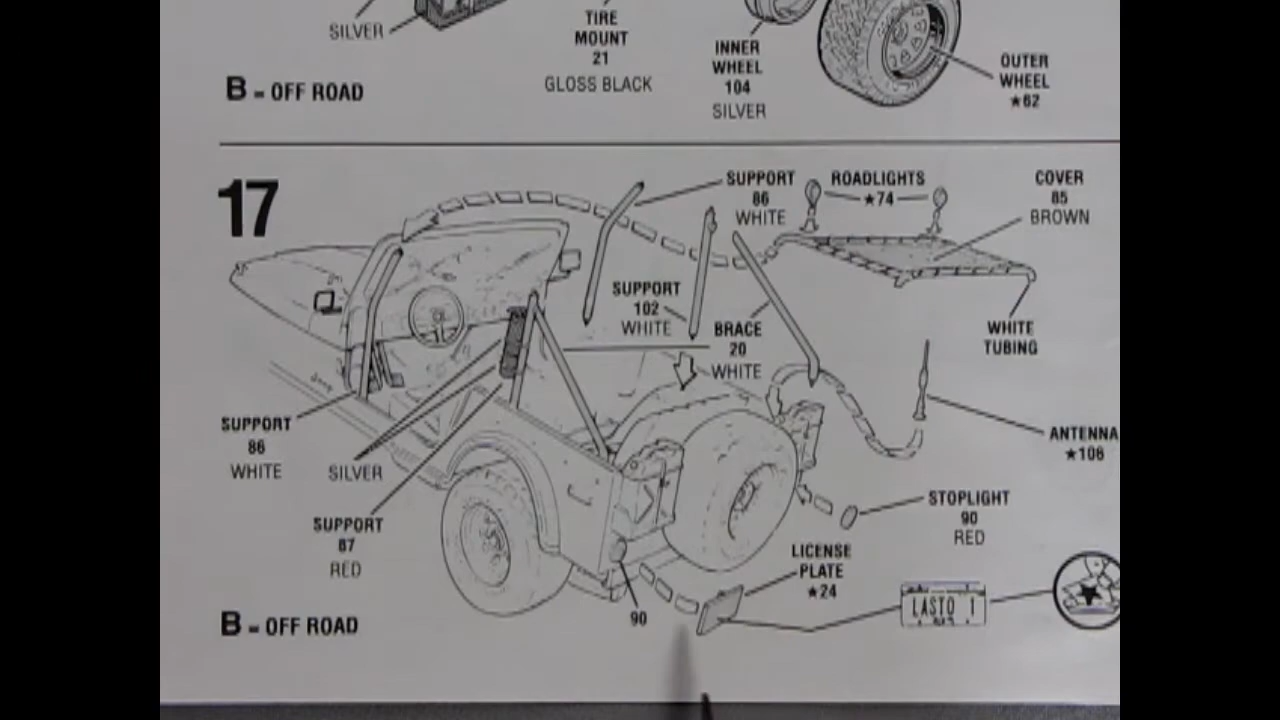 SILVER
TIRE
MOUNT
21
GLOSS BLACK
INNER
WHEEL
104
SILVER
OUTER
WHEEL
★62
B = OFF ROAD
17
SUPPORT
86
WHITE
ROADLIGHTS
★74
COVER
85
BROWN
SUPPORT
102
WHITE
BRACE
20
WHITE
WHITE
TUBING
SUPPORT
86
WHITE
SILVER
ANTENNA
★106
SUPPORT
87
RED
STOPLIGHT
90
RED
LICENSE
PLATE
★24
LASTO 1
90
B = OFF ROAD